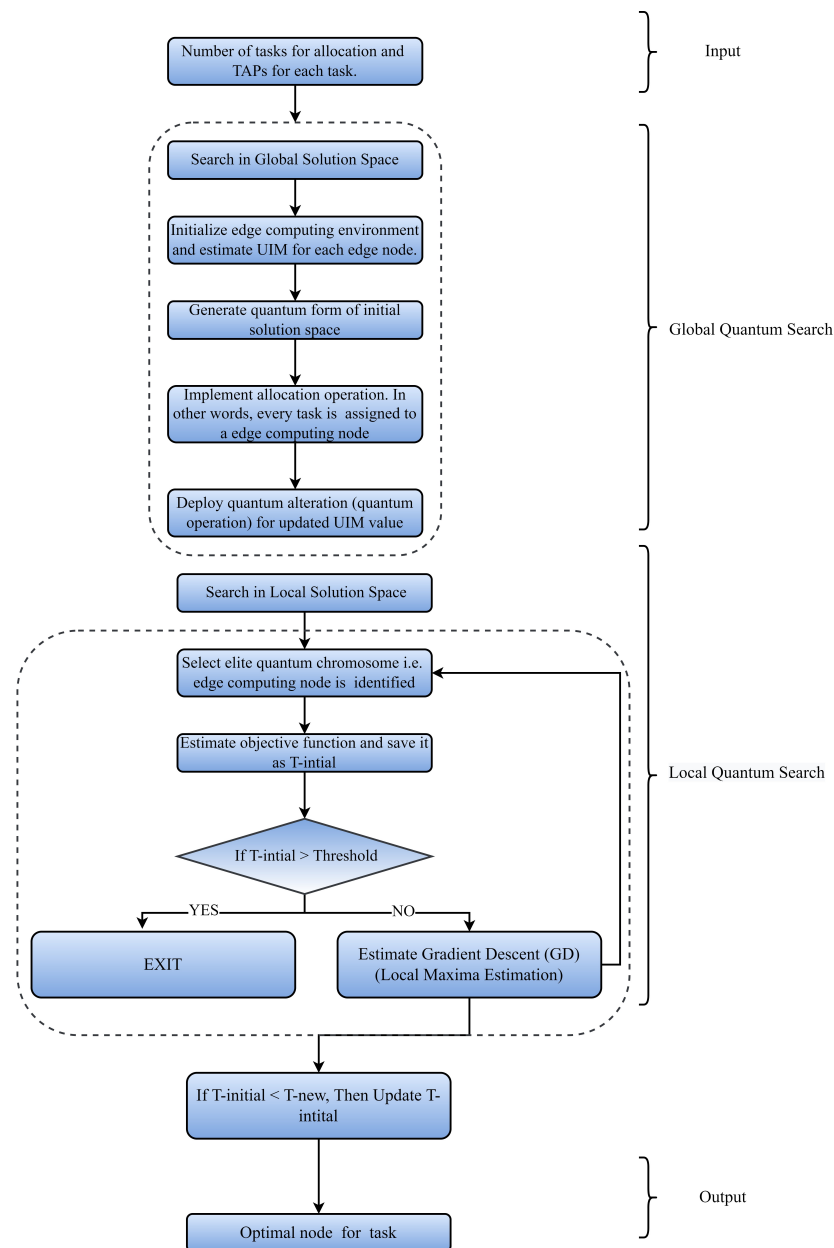 Number of tasks for allocation and
TAPs for each task.
Input
Search in Global Solution Space
Initialize edge computing environment
and estimate UIM for each edge node.
Generate quantum form of initial
solution space
Global Quantum Search
Implement allocation operation. In
other words, every task is assigned to
a edge computing node
Deploy quantum alteration (quantum
operation) for updated UIM value
Search in Local Solution Space
Select elite quantum chromosome i.e.
edge computing node is identified
Estimate objective function and save it
as T-intial
Local Quantum Search
If T-intial > Threshold
YES
NO
EXIT
Estimate Gradient Descent (GD)
(Local Maxima Estimation)
If T-initial < T-new, Then Update T-
intital
Output
Optimal node for task